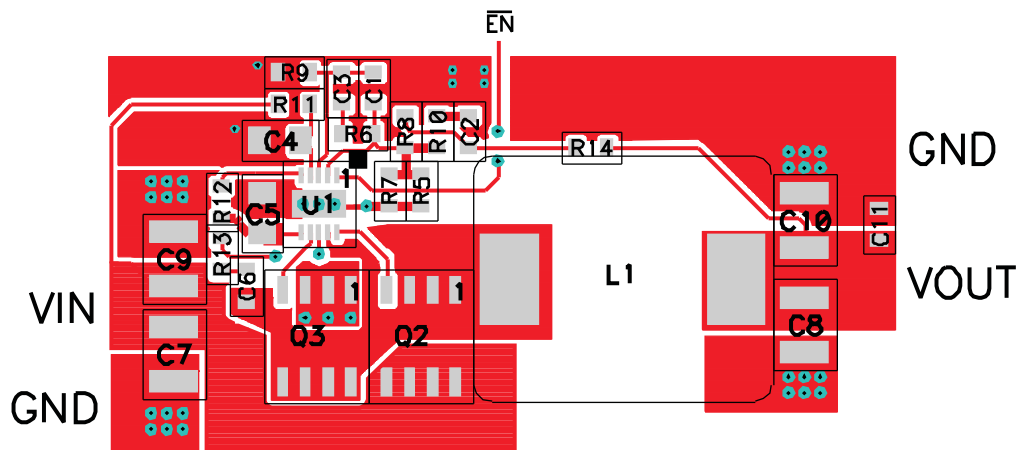 EN
R9
C3
C1
R11
C4
R6
R8
R10
C2
R14
GND
1
R12
C5
U1
R7
R5
C10
C11
C9
R13
C6
L1
VIN
1
1
VOUT
Q3
Q2
C7
C8
GND